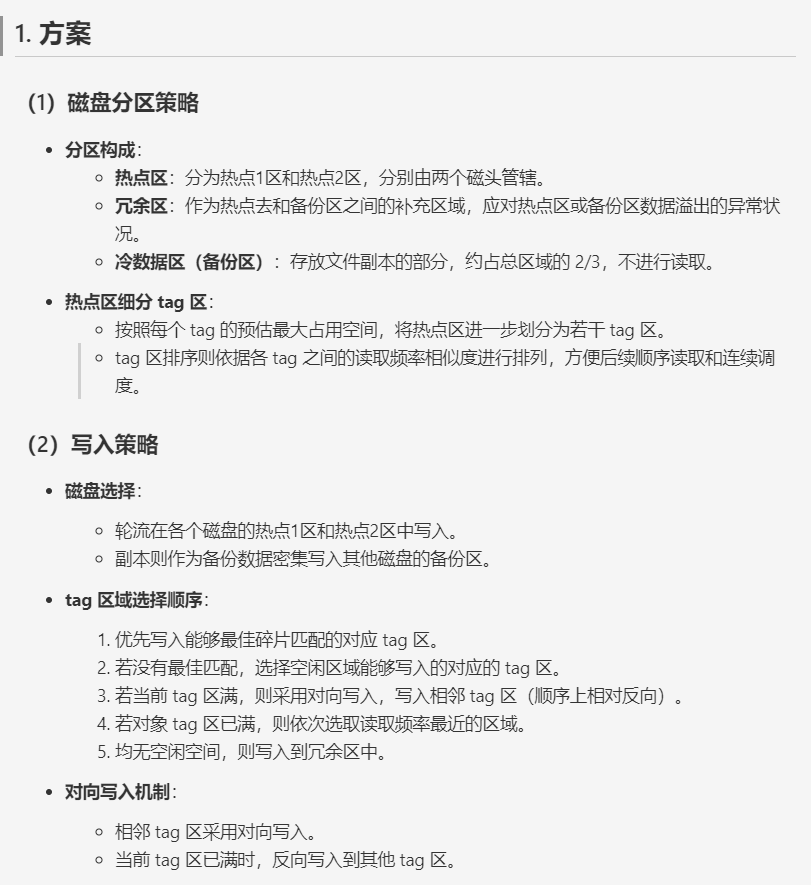 1. 方案
(1) 磁盘分区策略
• 分区构成:
◦ 热点区：分为热点1区和热点2区，分别由两个磁头管辖。
◦ 冗余区：作为热点去和备份区之间的补充区域，应对热点区或备份区数据溢出的异常状
况。
◦ 冷数据区（备份区）：存放文件副本的部分，约占总区域的 2/3，不进行读取。
• 热点区细分 tag 区:
◦ 按照每个 tag 的预估最大占用空间，将热点区进一步划分为若干 tag 区。
◦ tag 区排序则依据各 tag 之间的读取频率相似度进行排列，方便后续顺序读取和连续调
度。
(2) 写入策略
• 磁盘选择:
◦ 轮流在各个磁盘的热点1区和热点2区中写入。
◦ 副本则作为备份数据密集写入其他磁盘的备份区。
• tag 区域选择顺序:
1. 优先写入能够最佳碎片匹配的对应 tag 区。
2. 若没有最佳匹配，选择空闲区域能够写入的对应的 tag 区。
3. 若当前 tag 区满，则采用对向写入，写入相邻 tag 区（顺序上相对反向）。
4. 若对象 tag 区已满，则依次选取读取频率最近的区域。
5. 均无空闲空间，则写入到冗余区中。
• 对向写入机制:
◦ 相邻 tag 区采用对向写入。
◦ 当前 tag 区已满时，反向写入到其他 tag 区。